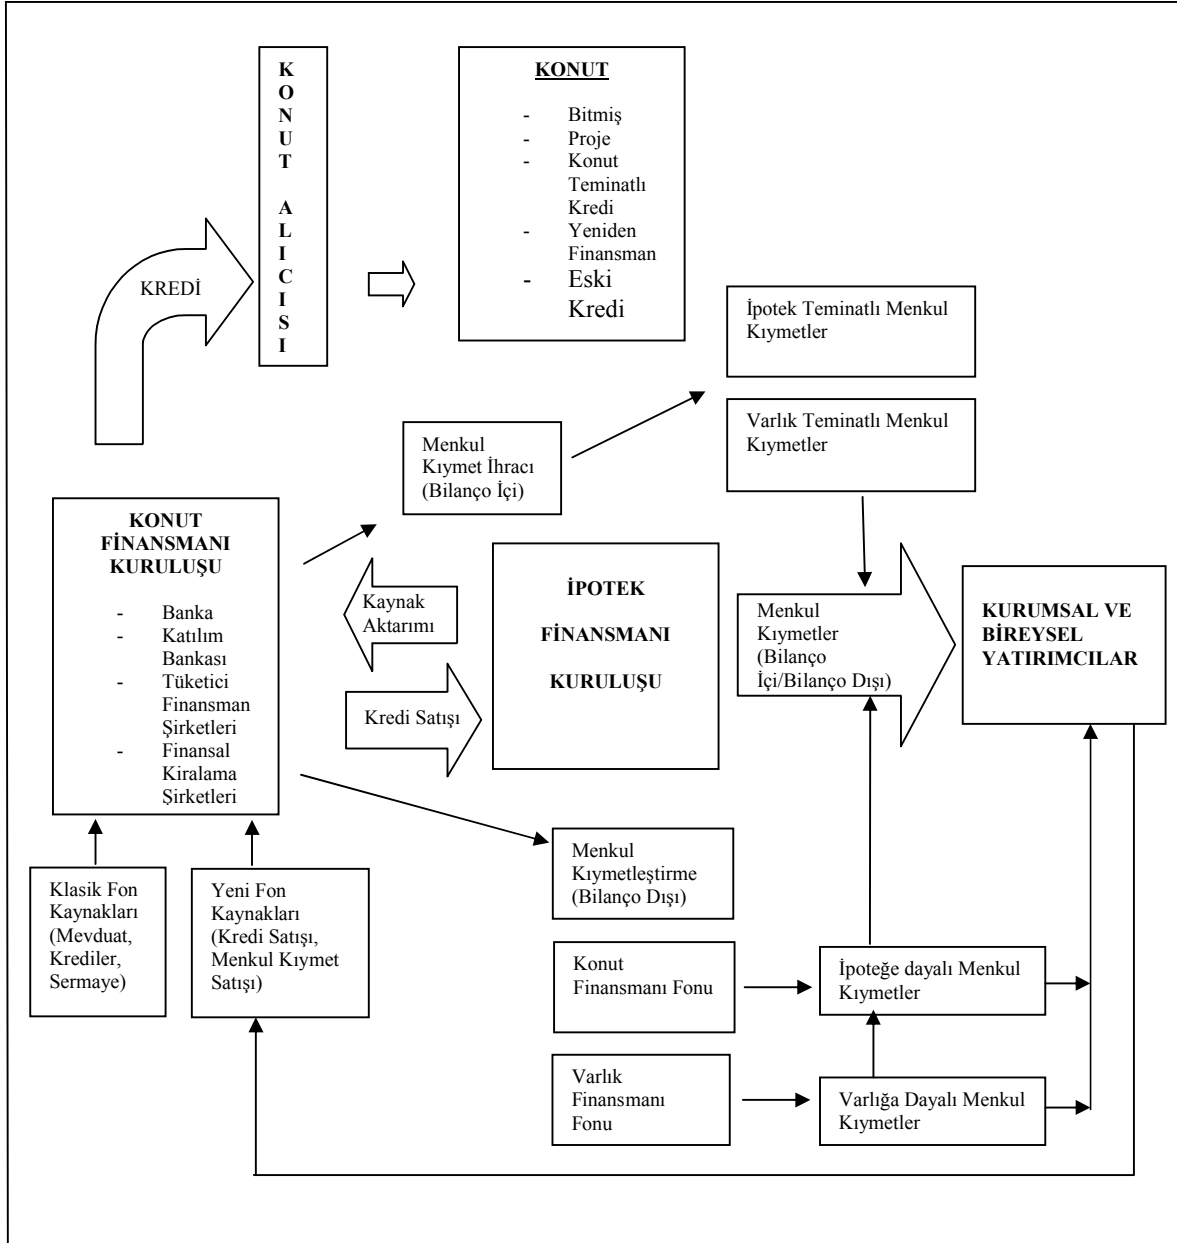 K
O
N
U
T
A
L
I
C
I
S
I
KONUT
- Bitmiş
- Proje
- Konut
Teminatlı
Kredi
- Yeniden
Finansman
- Eski
Kredi
KREDİ
İpotek Teminatlı Menkul
Kıymetler
Varlık Teminatlı Menkul
Kıymetler
Menkul
Kıymet İhracı
(Bilanço İçi)
KONUT
FİNANSMANI
KURULUŞU
- Banka
- Katılım
Bankası
- Tüketici
Finansman
Şirketleri
- Finansal
Kiralama
Şirketleri
Kaynak
Aktarımı
Kredi Satışı
İPOTEK
FİNANSMANI
KURULUŞU
Menkul
Kıymetler
(Bilanço
İçi/Bilanço Dışı)
KURUMSAL VE
BİREYSEL
YATIRIMCILAR
Klasik Fon
Kaynakları
(Mevduat,
Krediler,
Sermaye)
Yeni Fon
Kaynakları
(Kredi Satışı,
Menkul Kıymet
Satışı)
Menkul
Kıymetleştirme
(Bilanço Dışı)
Konut
Finansmanı Fonu
İpoteğe dayalı Menkul
Kıymetler
Varlık
Finansmanı
Fonu
Varlığa Dayalı Menkul
Kıymetler